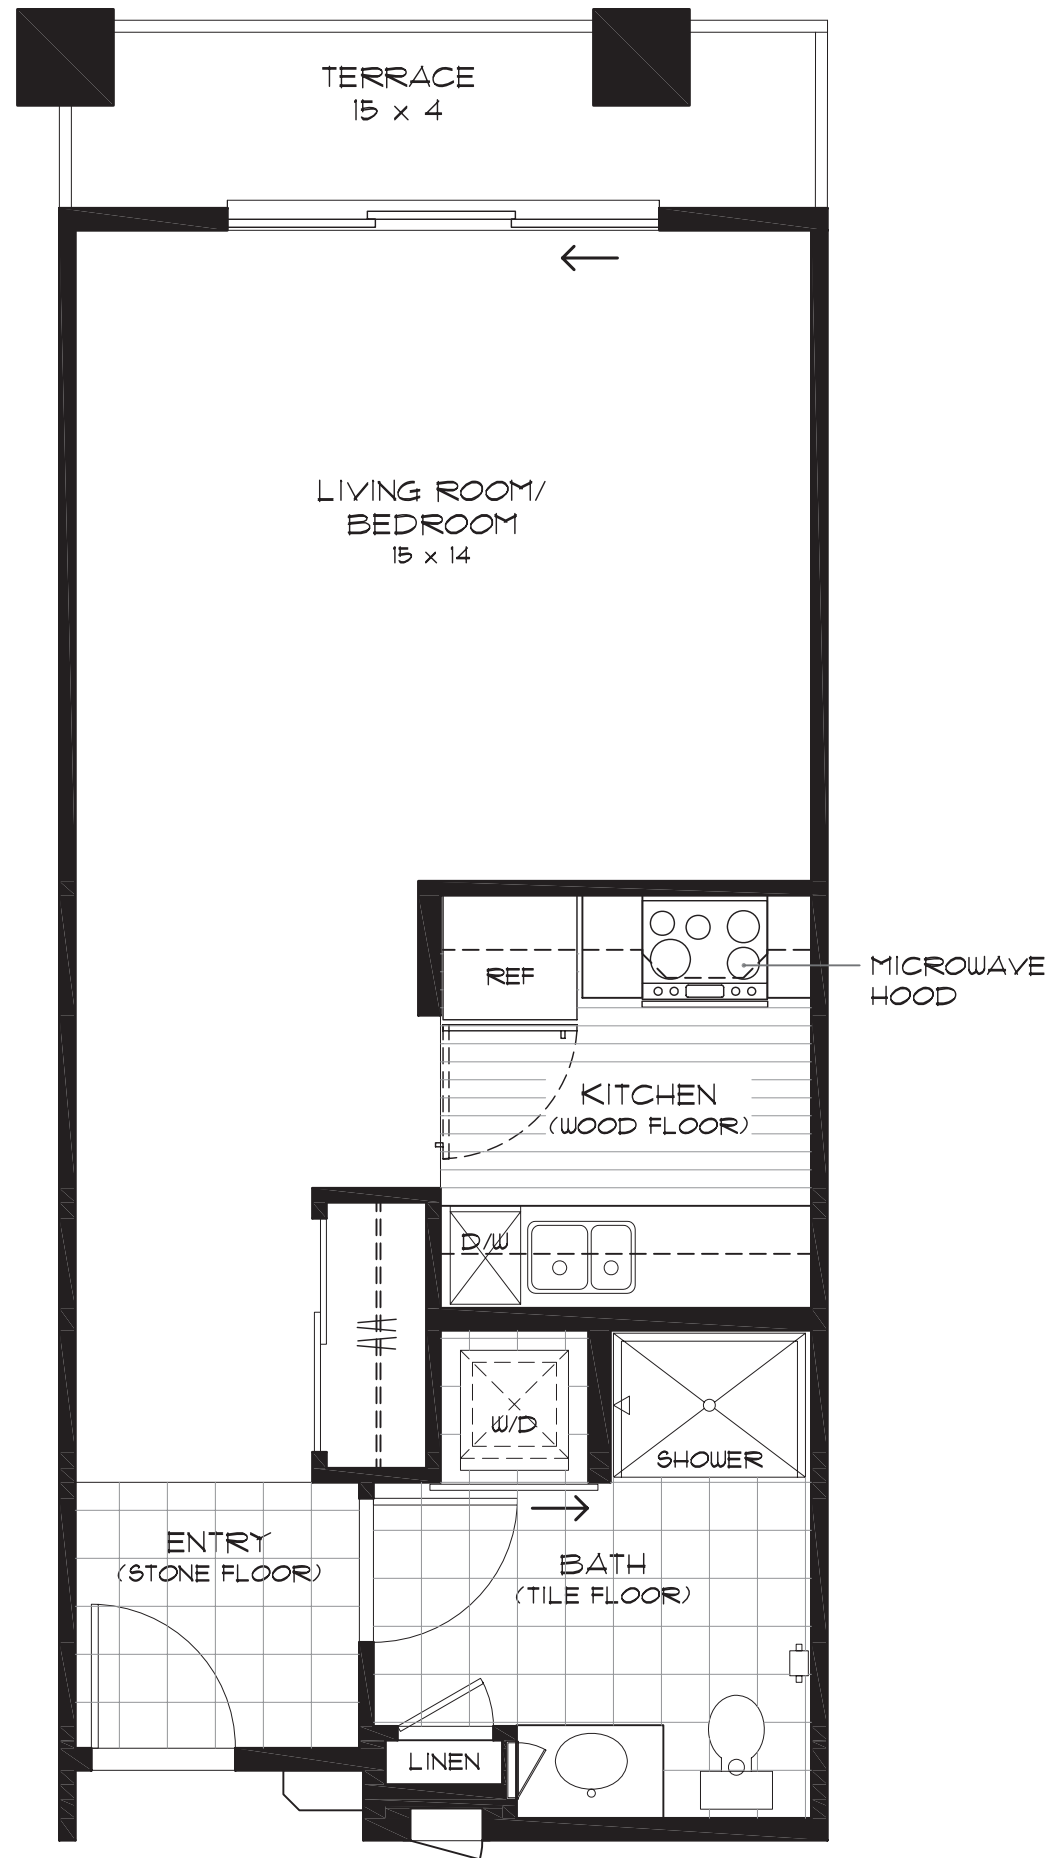 TERRACE
15 x 4
LIVING ROOM/
BEDROOM
15 x 14
REF
MICROWAVE
HOOD
KITCHEN
(WOOD FLOOR)
D/W
W/D
SHOWER
ENTRY
(STONE FLOOR)
BATH
(TILE FLOOR)
LINEN